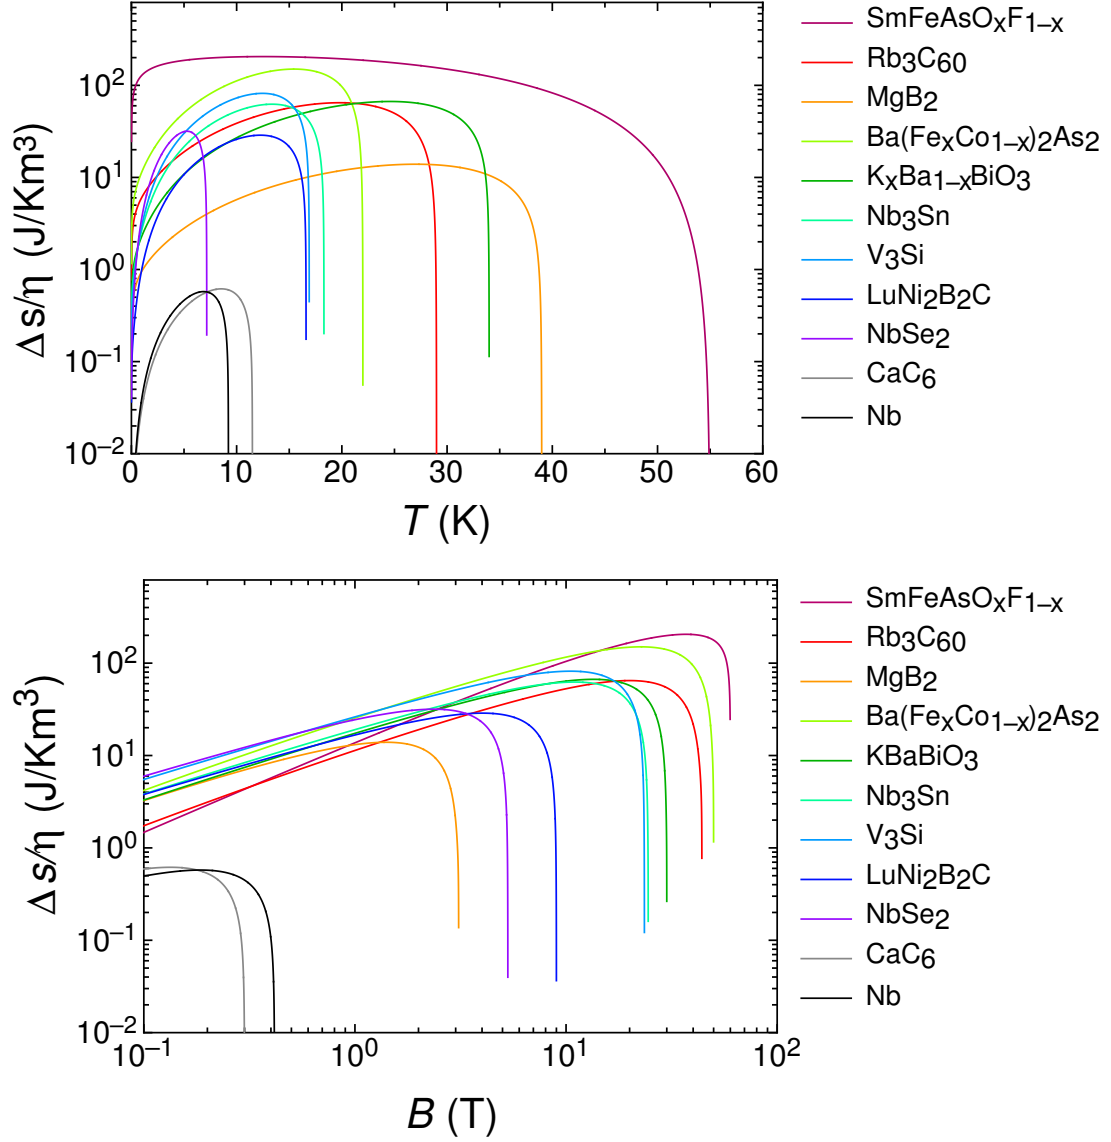 Δ s/η (J/Km³)
10²
10¹
10⁰
10⁻¹
10⁻²
0 10 20 30 40 50 60
T (K)
SmFeAsOₓF₁₋ₓ
Rb₃C₆₀
MgB₂
Ba(FeₓCo₁₋ₓ)₂As₂
KₓBa₁₋ₓBiO₃
Nb₃Sn
V₃Si
LuNi₂B₂C
NbSe₂
CaC₆
Nb
Δ s/η (J/Km³)
10²
10¹
10⁰
10⁻¹
10⁻²
10⁻¹ 10⁰ 10¹ 10²
B (T)
SmFeAsOₓF₁₋ₓ
Rb₃C₆₀
MgB₂
Ba(FeₓCo₁₋ₓ)₂As₂
KBaBiO₃
Nb₃Sn
V₃Si
LuNi₂B₂C
NbSe₂
CaC₆
Nb